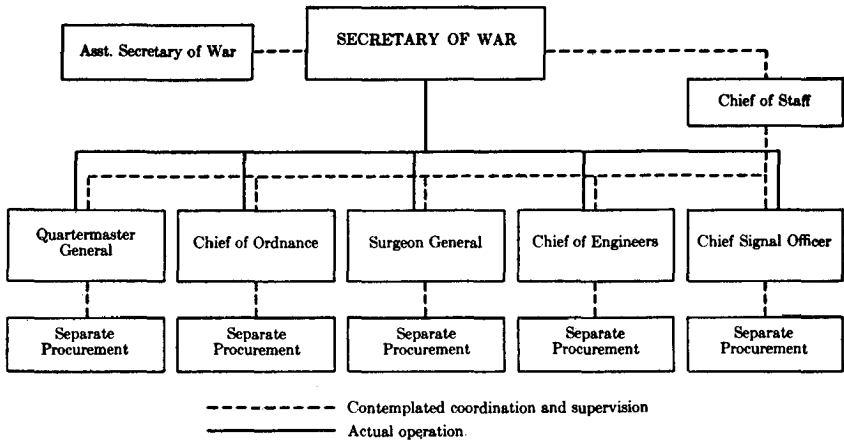 SECRETARY OF WAR
Asst. Secretary of War
Chief of Staff
Quartermaster
General
Chief of Ordnance
Surgeon General
Chief of Engineers
Chief Signal Officer
Separate
Procurement
Separate
Procurement
Separate
Procurement
Separate
Procurement
Separate
Procurement
Contemplated coordination and supervision
Actual operation